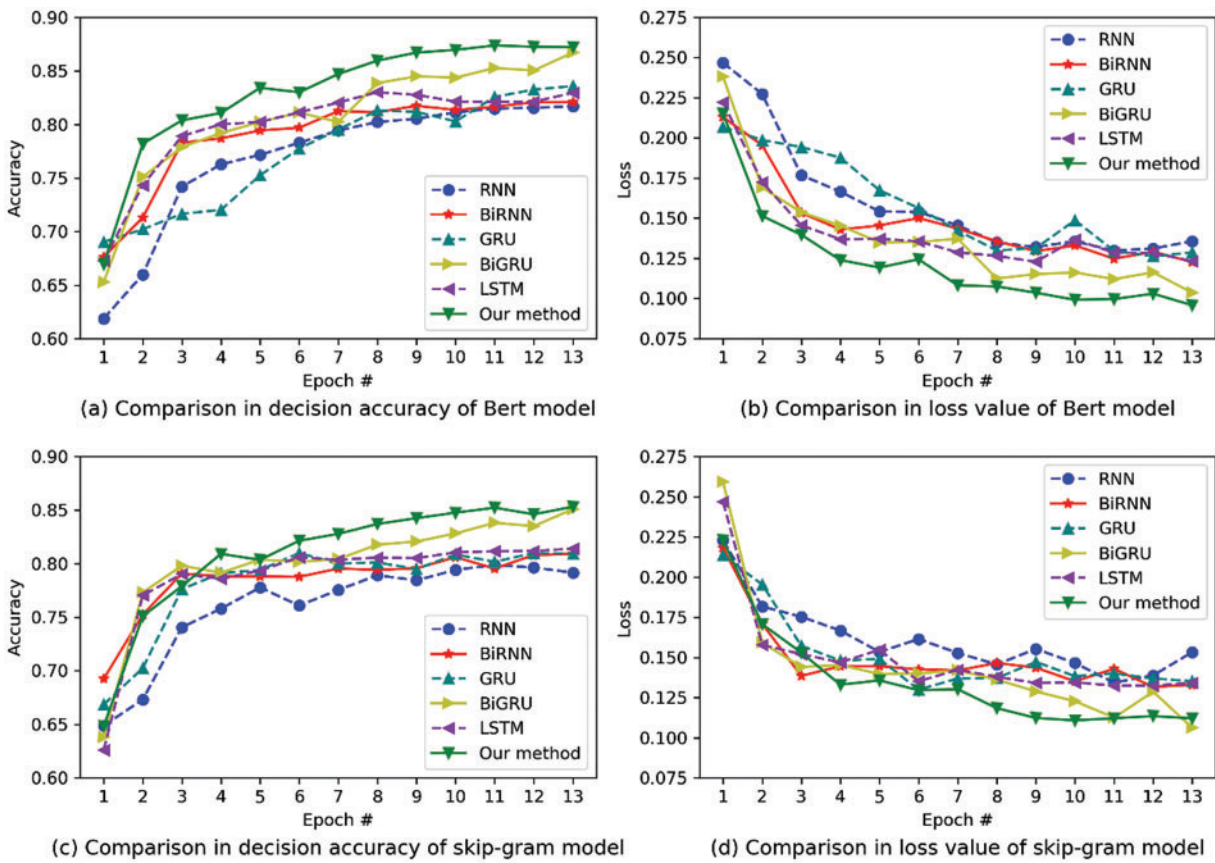 0.90
0.85
0.80
0.75
0.70
0.65
0.60
Accuracy
RNN
BiRNN
GRU
BiGRU
LSTM
Our method
1 2 3 4 5 6 7 8 9 10 11 12 13
Epoch #
(a) Comparison in decision accuracy of Bert model
0.275
0.250
0.225
0.200
0.175
0.150
0.125
0.100
0.075
Loss
RNN
BiRNN
GRU
BiGRU
LSTM
Our method
1 2 3 4 5 6 7 8 9 10 11 12 13
Epoch #
(b) Comparison in loss value of Bert model
0.90
0.85
0.80
0.75
0.70
0.65
0.60
Accuracy
RNN
BiRNN
GRU
BiGRU
LSTM
Our method
1 2 3 4 5 6 7 8 9 10 11 12 13
Epoch #
(c) Comparison in decision accuracy of skip-gram model
0.275
0.250
0.225
0.200
0.175
0.150
0.125
0.100
0.075
Loss
RNN
BiRNN
GRU
BiGRU
LSTM
Our method
1 2 3 4 5 6 7 8 9 10 11 12 13
Epoch #
(d) Comparison in loss value of skip-gram model